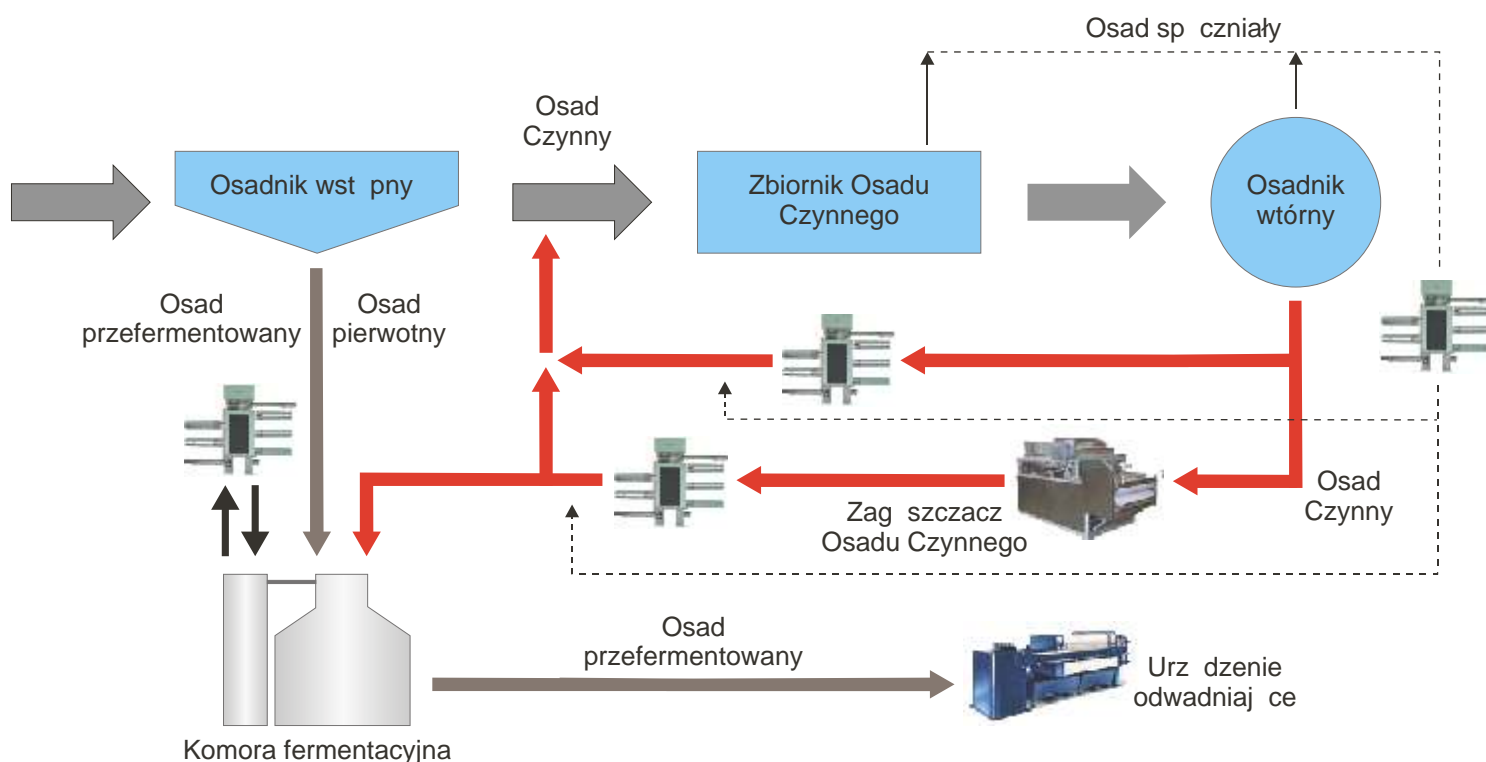 Osad sp czniały
Osad
Czynny
Osadnik wst pny
Zbiornik Osadu
Czynnego
Osadnik
wtórny
Osad
przefermentowany
Osad
pierwotny
Zag szczacz
Osadu Czynnego
Osad
Czynny
Osad
przefermentowany
Urz dzenie
odwadniaj ce
Komora fermentacyjna